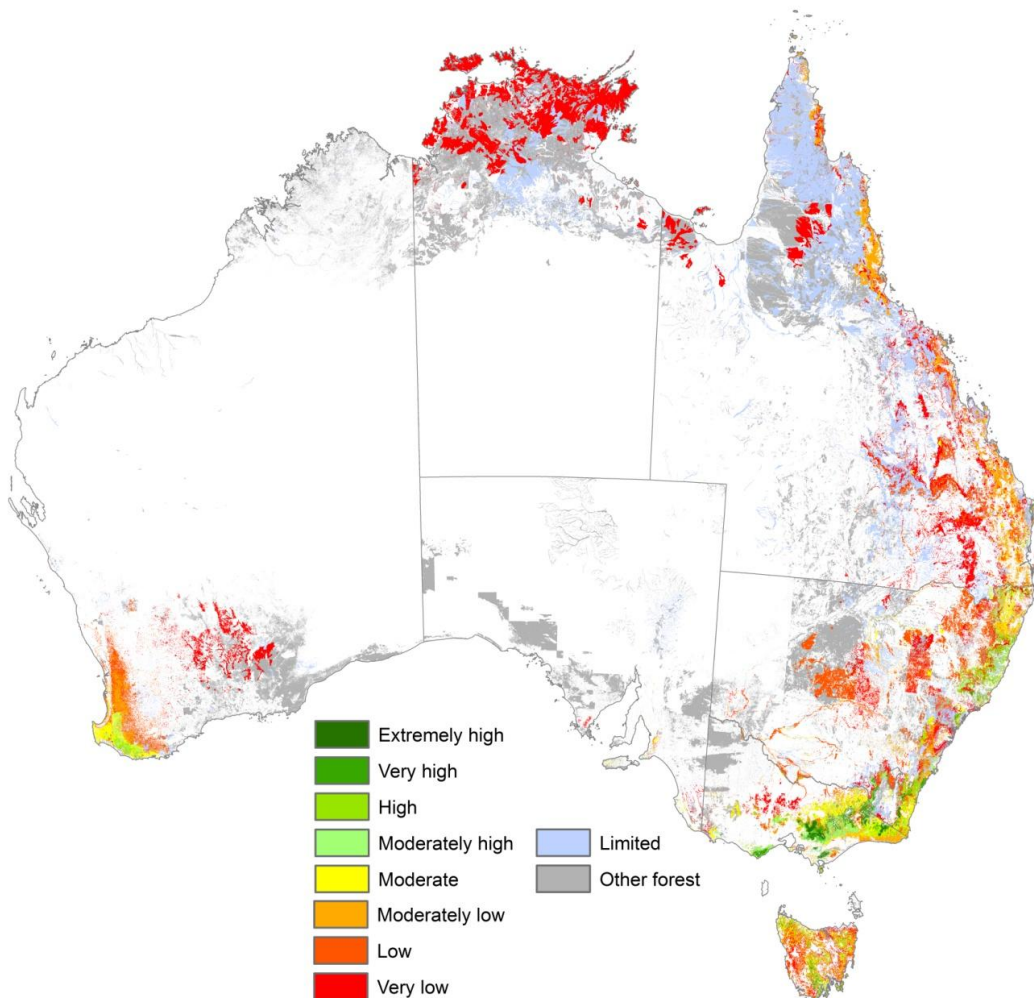 Extremely high
Very high
High
Moderately high
Moderate
Moderately low
Low
Very low
Limited
Other forest